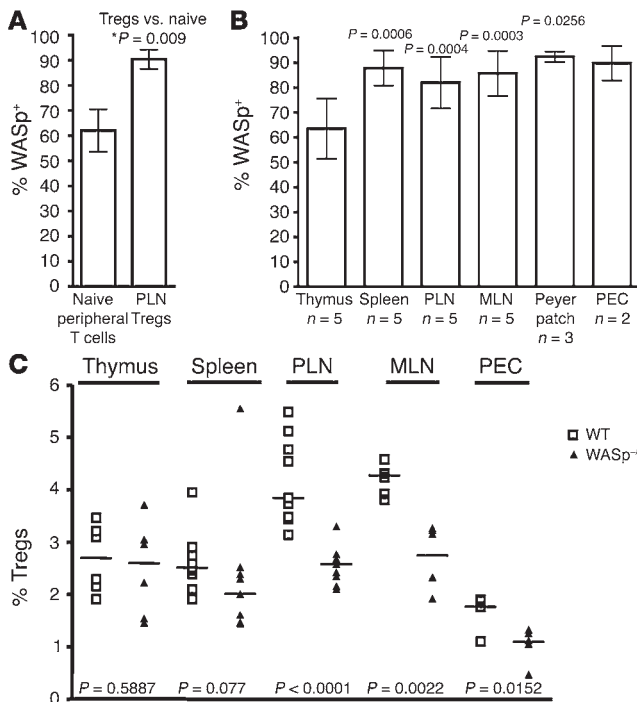 A
Tregs vs. naive
*P = 0.009
% WASp+
100
90
80
70
60
50
40
30
20
10
0
Naive peripheral T cells
PLN Tregs
B
P = 0.0006
P = 0.0004
P = 0.0003
P = 0.0256
% WASp+
100
90
80
70
60
50
40
30
20
10
0
Thymus Spleen PLN MLN Peyer patch PEC
n = 5 n = 5 n = 5 n = 5 n = 3 n = 2
C
Thymus Spleen PLN MLN PEC
% Tregs
6
5
4
3
2
1
0
WT
WASp–
P = 0.5887 P = 0.077 P < 0.0001 P = 0.0022 P = 0.0152